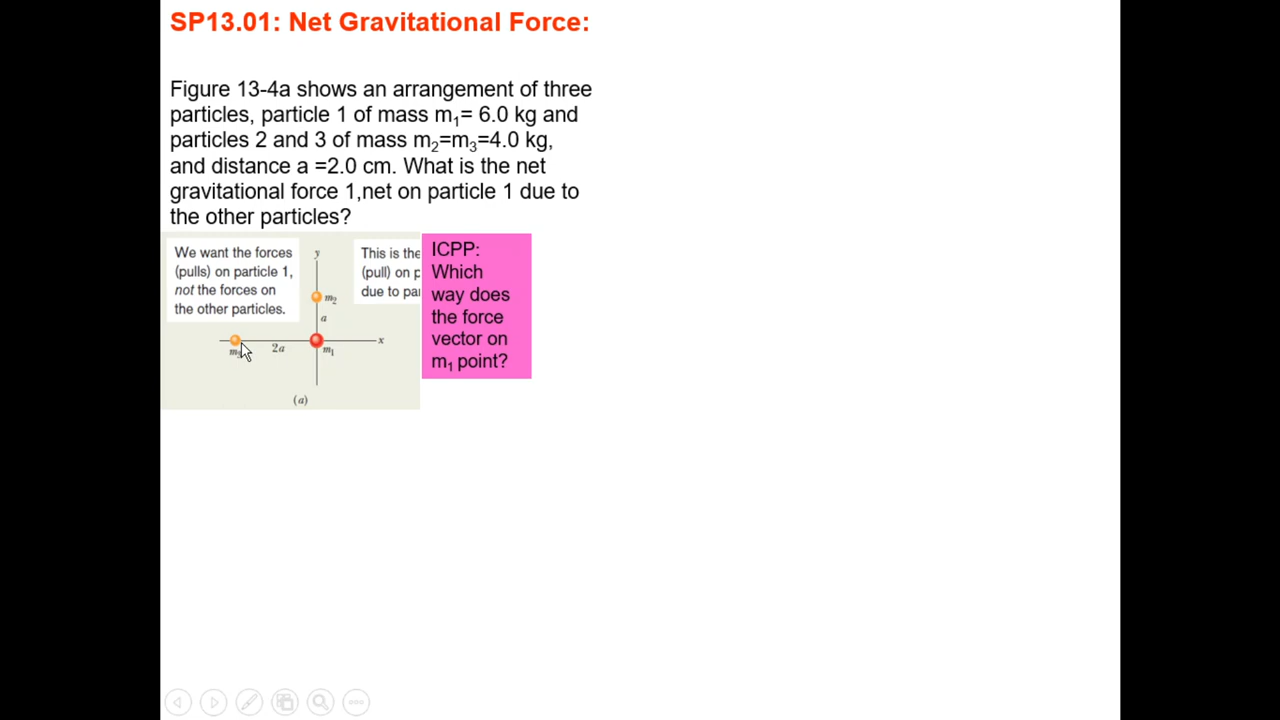 SP13.01: Net Gravitational Force:
Figure 13-4a shows an arrangement of three
particles, particle 1 of mass m₁= 6.0 kg and
particles 2 and 3 of mass m₂=m₃=4.0 kg,
and distance a =2.0 cm. What is the net
gravitational force 1,net on particle 1 due to
the other particles?
We want the forces
(pulls) on particle 1,
not the forces on
the other particles.
y
m₂
a
x
2a
m₁
(a)
This is the
(pull) on p
due to pa
ICPP:
Which
way does
the force
vector on
m₁ point?